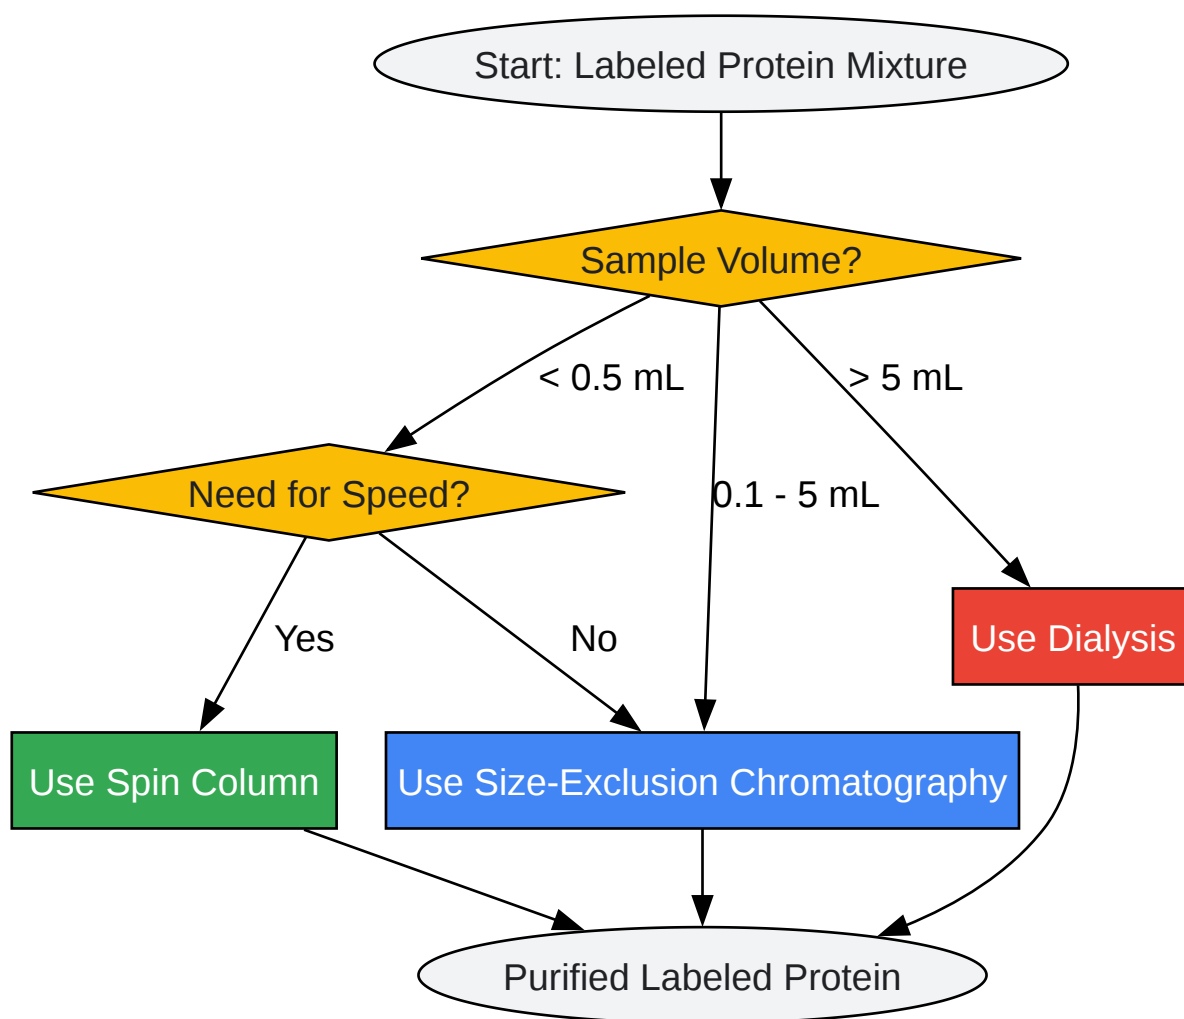 Start: Labeled Protein Mixture
Sample Volume?
< 0.5 mL
> 5 mL
Need for Speed?
0.1 - 5 mL
Yes
No
Use Dialysis
Use Spin Column
Use Size-Exclusion Chromatography
Purified Labeled Protein